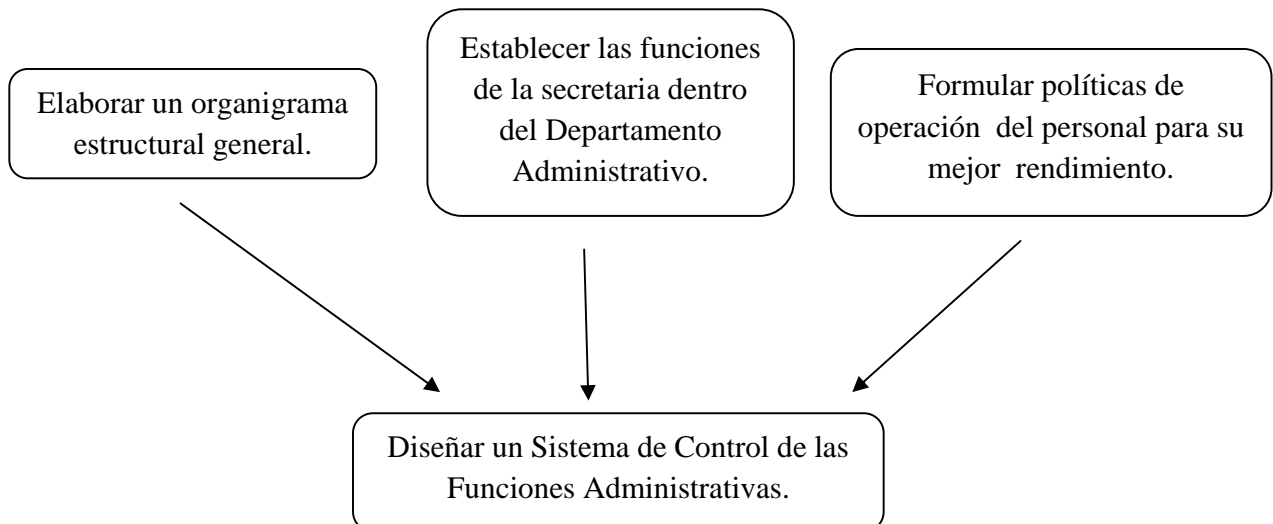 Elaborar un organigrama
estructural general.
Establecer las funciones
de la secretaria dentro
del Departamento
Administrativo.
Formular políticas de
operación  del personal para su
mejor  rendimiento.
Diseñar un Sistema de Control de las
Funciones Administrativas.